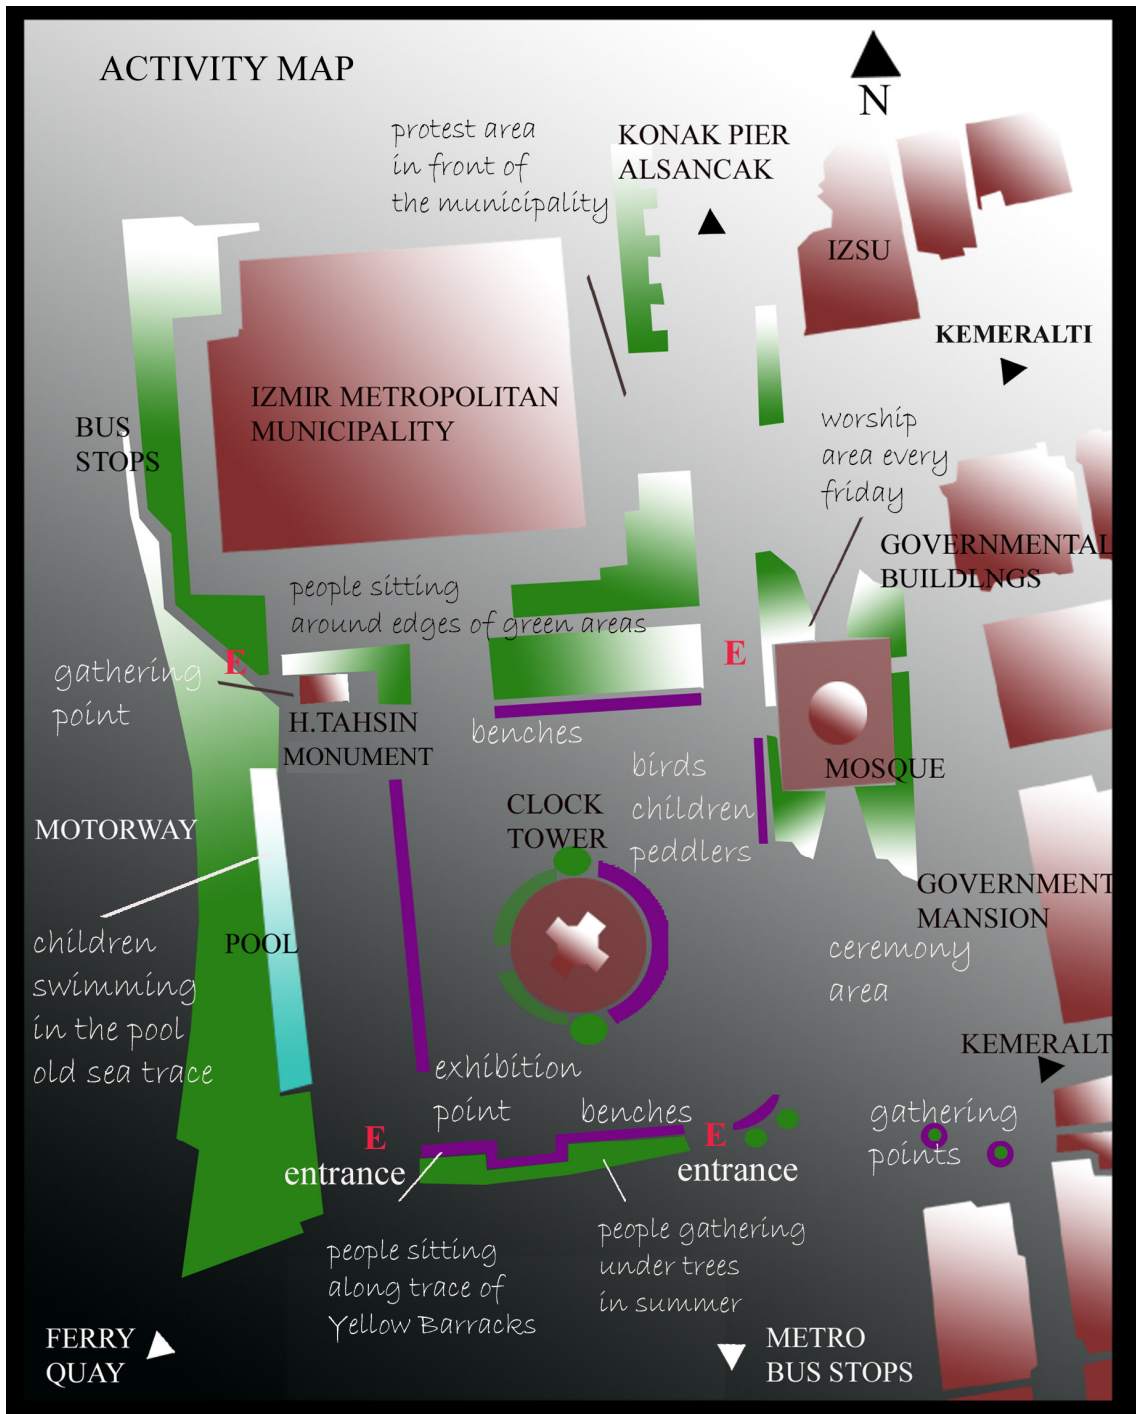 ACTIVITY MAP
N
protest area
in front of
the municipality
KONAK PIER
ALSANCAK
IZSU
KEMERALTI
IZMIR METROPOLITAN
MUNICIPALITY
BUS
STOPS
worship
area every
friday
GOVERNMENTAL
BUILDLNGS
people sitting
around edges of green areas
E
E
gathering
point
H.TAHSIN
MONUMENT
benches
birds
children
peddlers
MOSQUE
CLOCK
TOWER
MOTORWAY
GOVERNMENT
MANSION
POOL
children
swimming
in the pool
old sea trace
ceremony
area
KEMERALT
exhibition
point
benches
gathering
points
E
entrance
E
entrance
people sitting
along trace of
Yellow Barracks
people gathering
under trees
in summer
FERRY
QUAY
METRO
BUS STOPS